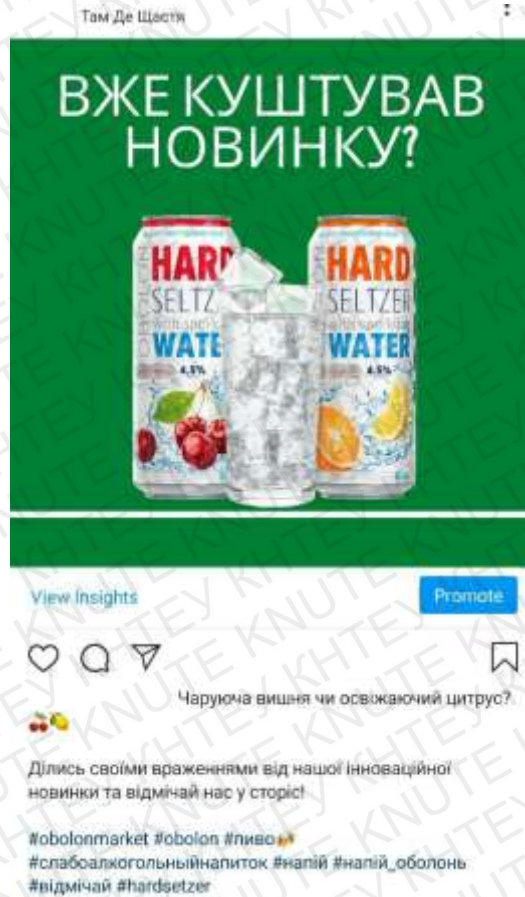 Там Де Щастя
ВЖЕ КУШТУВАВ
НОВИНКУ?
HARD
SELTZ
WATE
4.5%
HARD
SELTZER
WATER
4.5%
View Insights
Promote
Чаруюча вишня чи освіжаючий цитрус?
🍒🍋
Ділись своїми враженнями від нашої інноваційної
новинки та відмічай нас у сторіс!
#obolonmarket #obolon #пиво🍻
#слабоалкогольныйнапиток #напій #напій_оболонь
#відмічай #hardsetzer